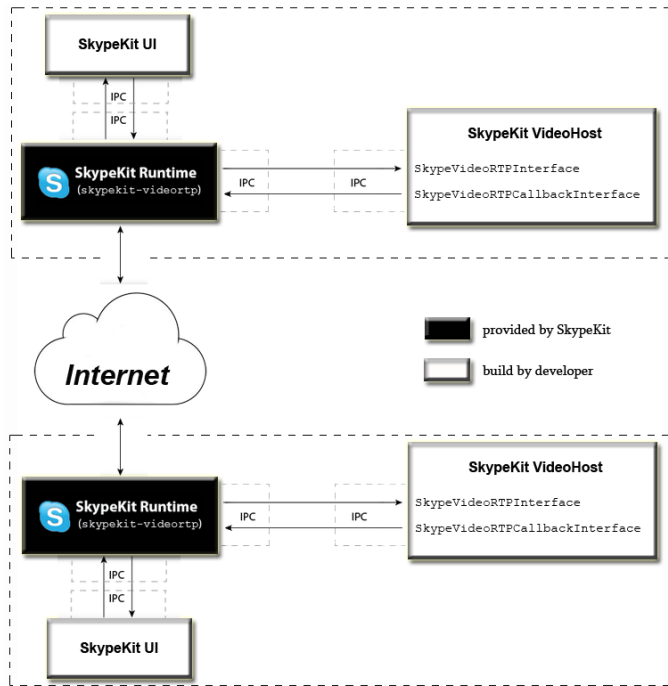 SkypeKit UI
IPC
IPC
SkypeKit Runtime
(skypekit-videortp)
IPC
IPC
SkypeKit VideoHost
SkypeVideoRTPInterface
SkypeVideoRTPCallbackInterface
Internet
provided by SkypeKit
build by developer
SkypeKit Runtime
(skypekit-videortp)
IPC
IPC
SkypeKit VideoHost
SkypeVideoRTPInterface
SkypeVideoRTPCallbackInterface
IPC
IPC
SkypeKit UI